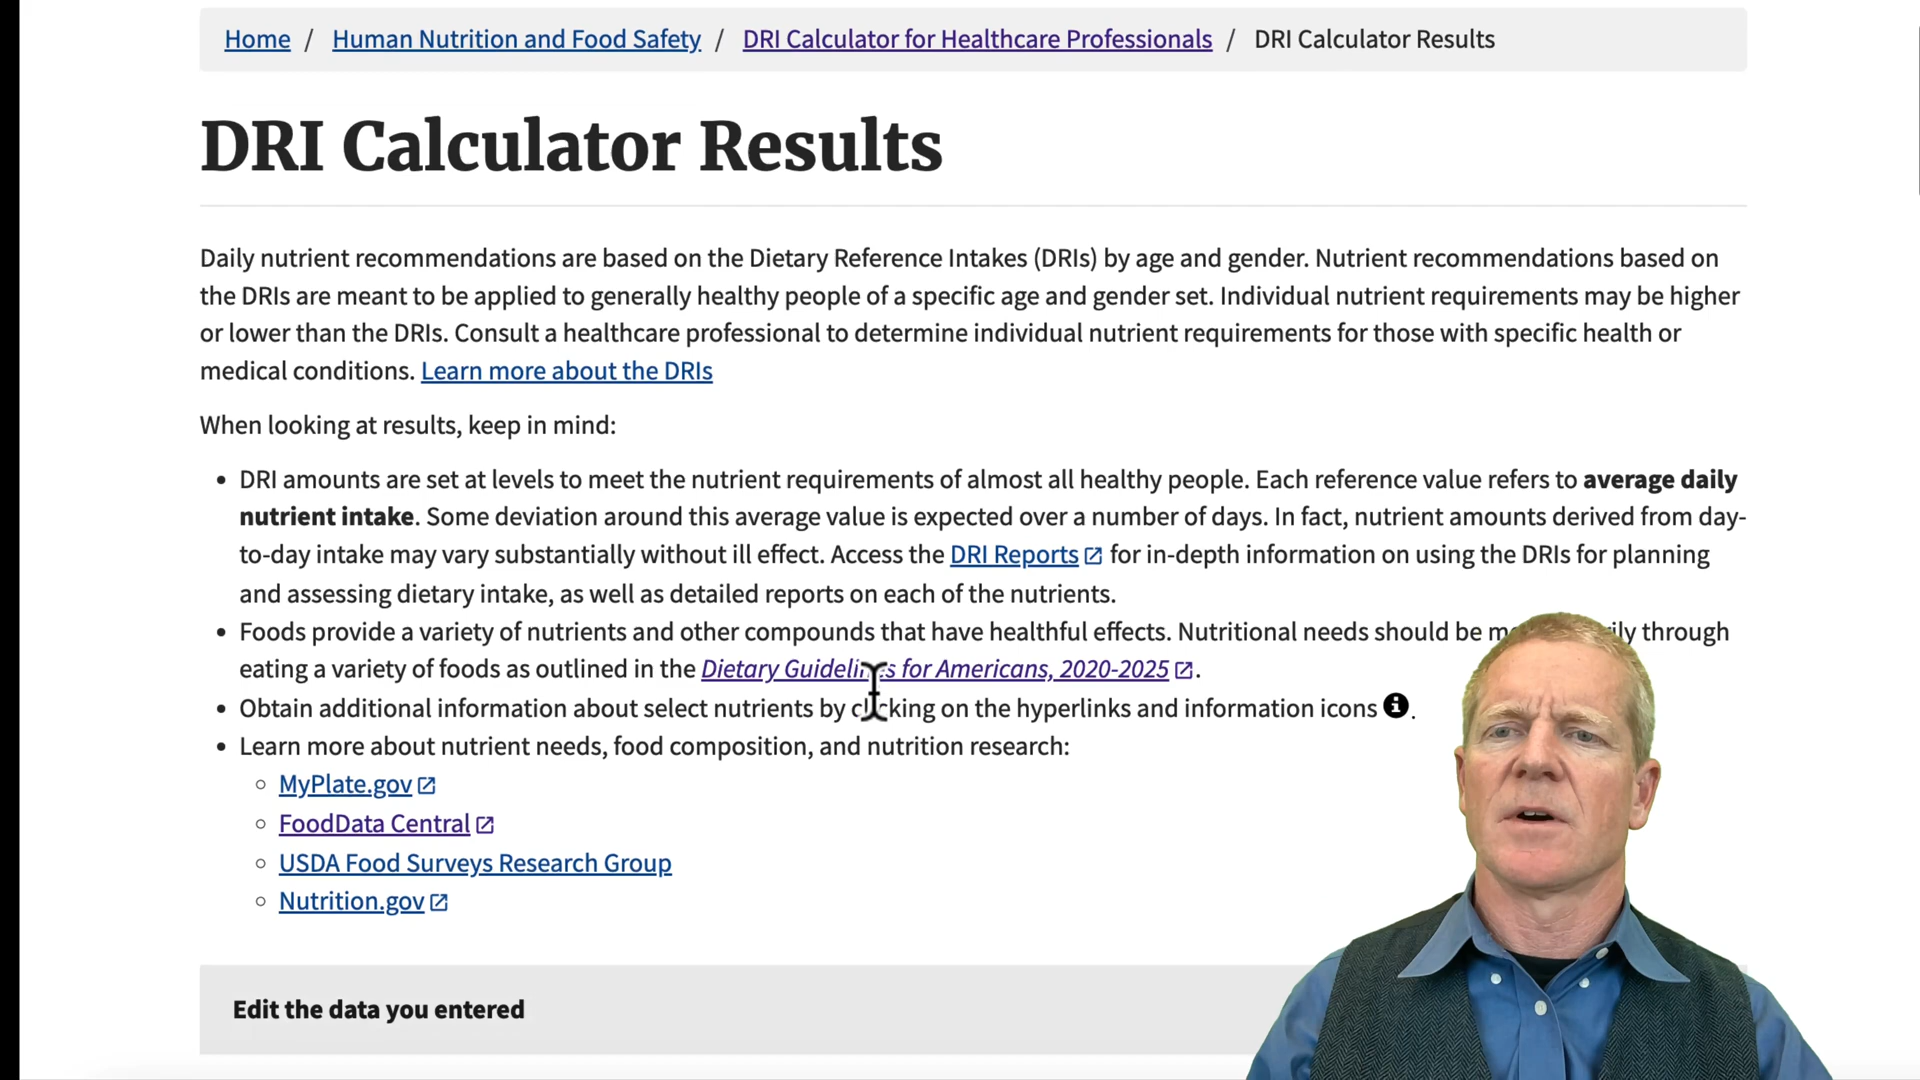 Home / Human Nutrition and Food Safety / DRI Calculator for Healthcare Professionals / DRI Calculator Results
DRI Calculator Results
Daily nutrient recommendations are based on the Dietary Reference Intakes (DRIs) by age and gender. Nutrient recommendations based on
the DRIs are meant to be applied to generally healthy people of a specific age and gender set. Individual nutrient requirements may be higher
or lower than the DRIs. Consult a healthcare professional to determine individual nutrient requirements for those with specific health or
medical conditions. Learn more about the DRIs
When looking at results, keep in mind:
• DRI amounts are set at levels to meet the nutrient requirements of almost all healthy people. Each reference value refers to average daily
nutrient intake. Some deviation around this average value is expected over a number of days. In fact, nutrient amounts derived from day-
to-day intake may vary substantially without ill effect. Access the DRI Reports for in-depth information on using the DRIs for planning
and assessing dietary intake, as well as detailed reports on each of the nutrients.
• Foods provide a variety of nutrients and other compounds that have healthful effects. Nutritional needs should be through
eating a variety of foods as outlined in the Dietary Guidelines for Americans, 2020-2025.
• Obtain additional information about select nutrients by clicking on the hyperlinks and information icons.
• Learn more about nutrient needs, food composition, and nutrition research:
◦ MyPlate.gov
◦ FoodData Central
◦ USDA Food Surveys Research Group
◦ Nutrition.gov
Edit the data you entered